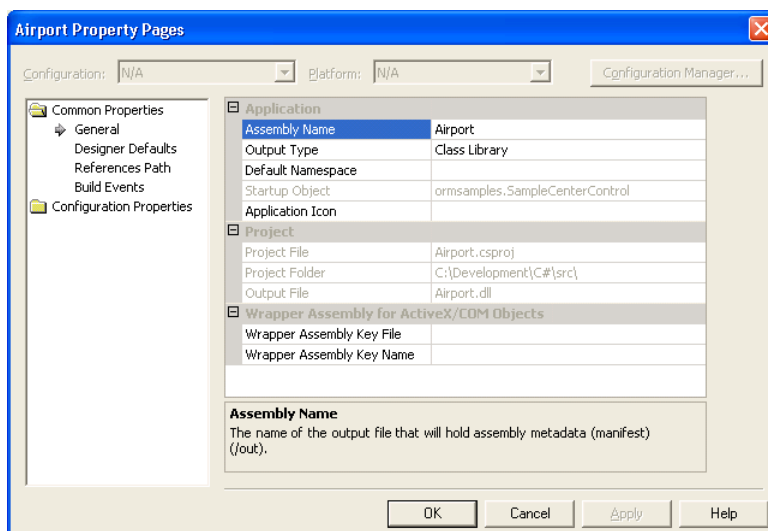 Airport Property Pages
Configuration: N/A Platform: N/A Configuration Manager...
Common Properties
General
Designer Defaults
References Path
Build Events
Configuration Properties
Application
Assembly Name Airport
Output Type Class Library
Default Namespace
Startup Object ormsamples.SampleCenterControl
Application Icon
Project
Project File Airport.csproj
Project Folder C:\Development\C#\src\
Output File Airport.dll
Wrapper Assembly for ActiveX/COM Objects
Wrapper Assembly Key File
Wrapper Assembly Key Name
Assembly Name
The name of the output file that will hold assembly metadata (manifest)
(/out).
OK Cancel Apply Help